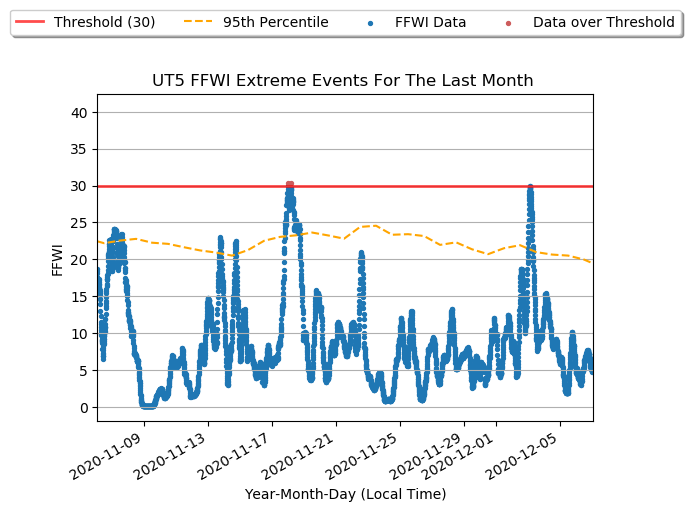 Threshold (30) 95th Percentile FFWI Data Data over Threshold
UT5 FFWI Extreme Events For The Last Month
40
35
30
25
20
15
10
5
0
FFWI
2020-11-09 2020-11-13 2020-11-17 2020-11-21 2020-11-25 2020-11-29 2020-12-01 2020-12-05
Year-Month-Day (Local Time)